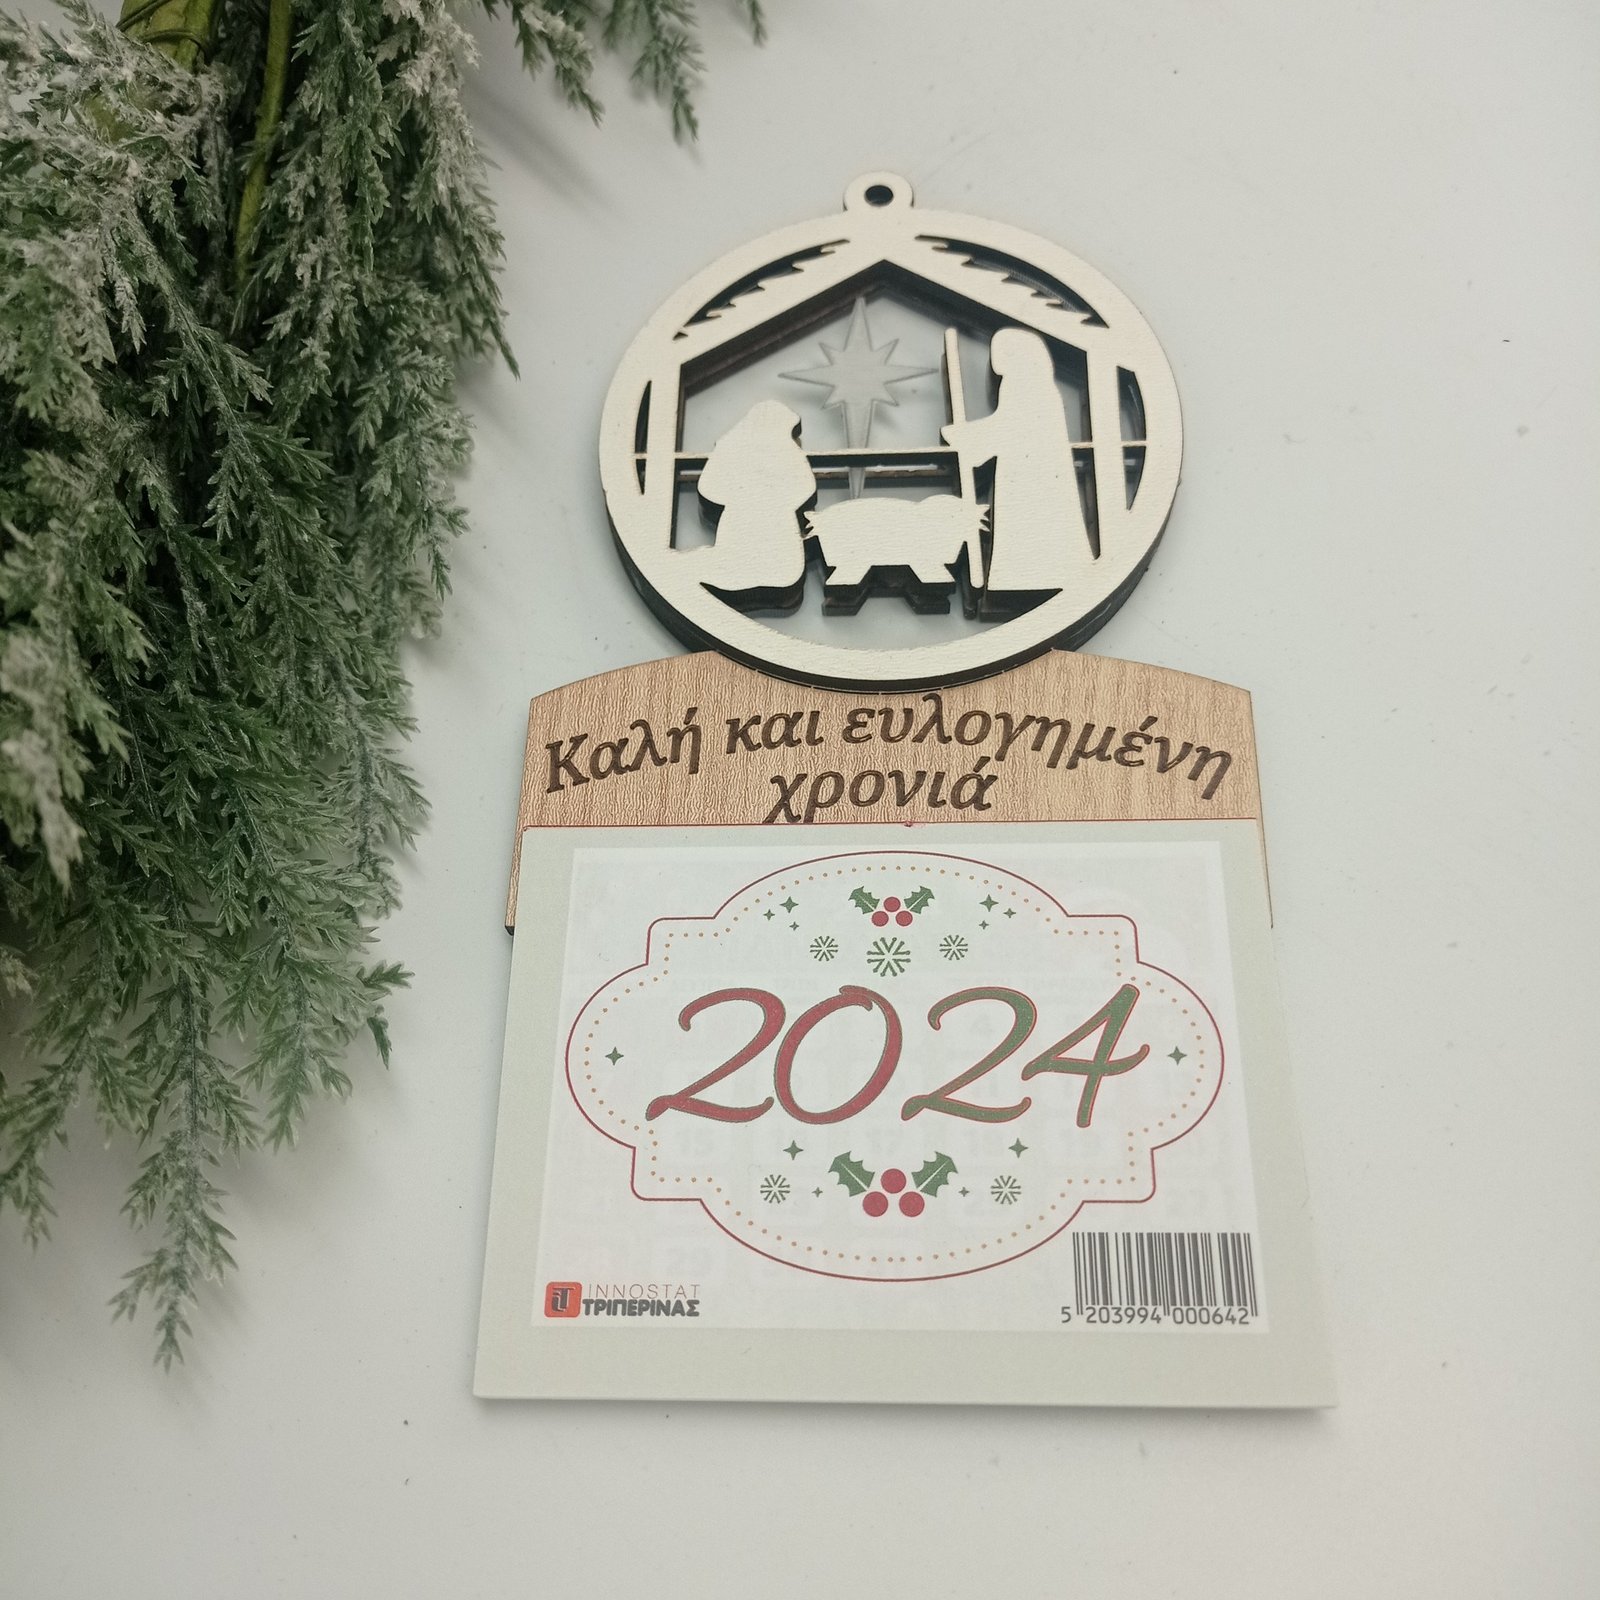 Καλή και ευλογημένη
χρονιά
2024
INNOSTAT
ΤΡΙΠΕΡΙΝΑΣ
5 203994 000642